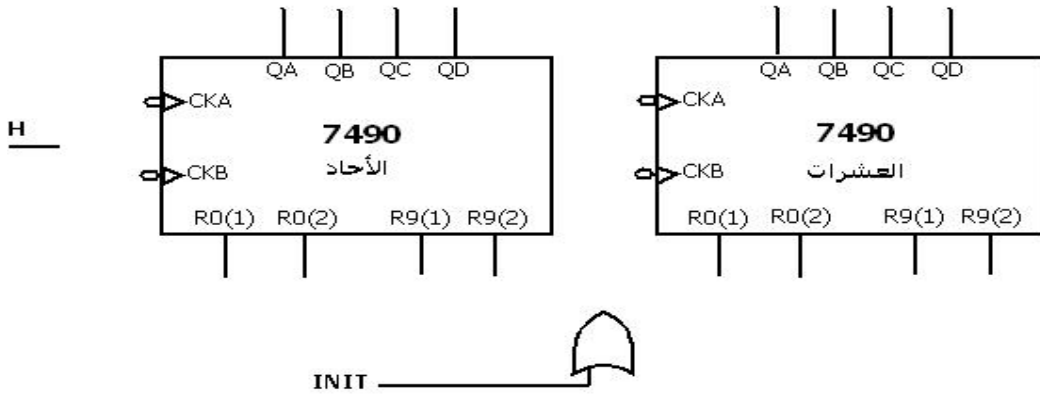 QA QB QC QD
QA QB QC QD
CKA
CKA
H
7490
7490
الأحاد
العشرات
CKB
CKB
R0(1) R0(2) R9(1) R9(2)
R0(1) R0(2) R9(1) R9(2)
INIT